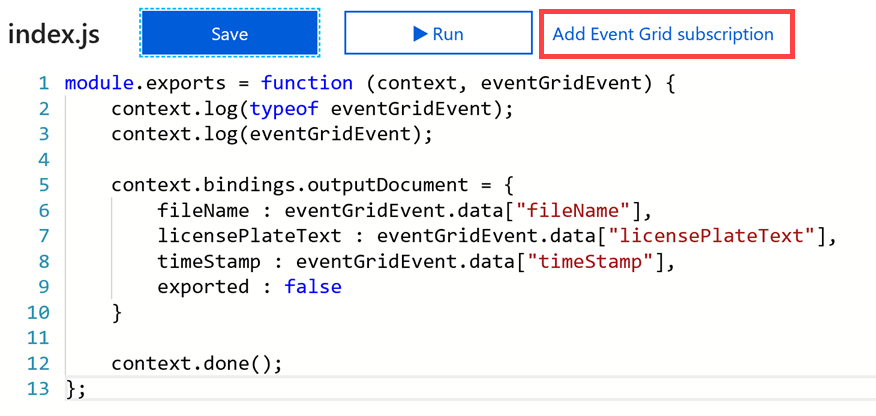 index.js Save Run Add Event Grid subscription
1 module.exports = function (context, eventGridEvent) {
2     context.log(typeof eventGridEvent);
3     context.log(eventGridEvent);
4
5     context.bindings.outputDocument = {
6         fileName : eventGridEvent.data["fileName"],
7         licensePlateText : eventGridEvent.data["licensePlateText"],
8         timeStamp : eventGridEvent.data["timeStamp"],
9         exported : false
10     }
11
12     context.done();
13 };